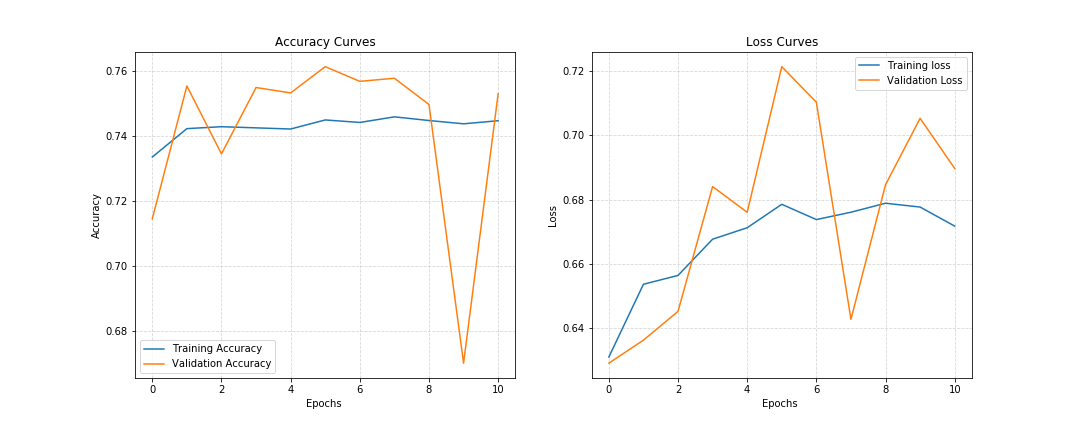 Accuracy Curves
Accuracy
0.76
0.74
0.72
0.70
0.68
Training Accuracy
Validation Accuracy
0 2 4 6 8 10
Epochs
Loss Curves
Loss
0.72
0.70
0.68
0.66
0.64
Training loss
Validation Loss
0 2 4 6 8 10
Epochs